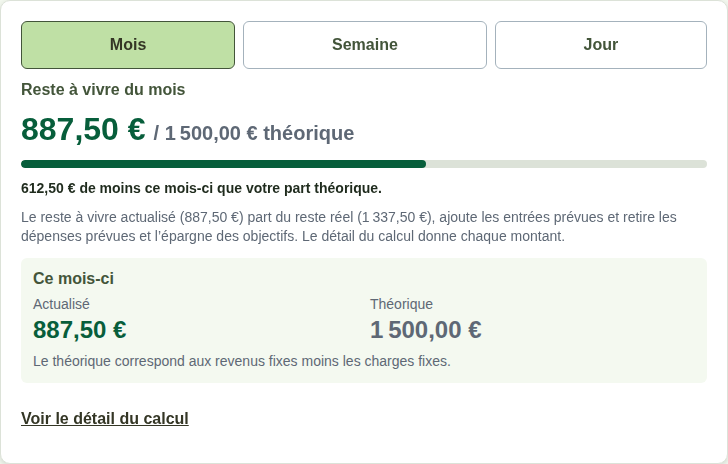 Mois
Semaine
Jour
Reste à vivre du mois
887,50 € / 1 500,00 € théorique
612,50 € de moins ce mois-ci que votre part théorique.
Le reste à vivre actualisé (887,50 €) part du reste réel (1 337,50 €), ajoute les entrées prévues et retire les
dépenses prévues et l’épargne des objectifs. Le détail du calcul donne chaque montant.
Ce mois-ci
Actualisé
Théorique
887,50 €
1 500,00 €
Le théorique correspond aux revenus fixes moins les charges fixes.
Voir le détail du calcul